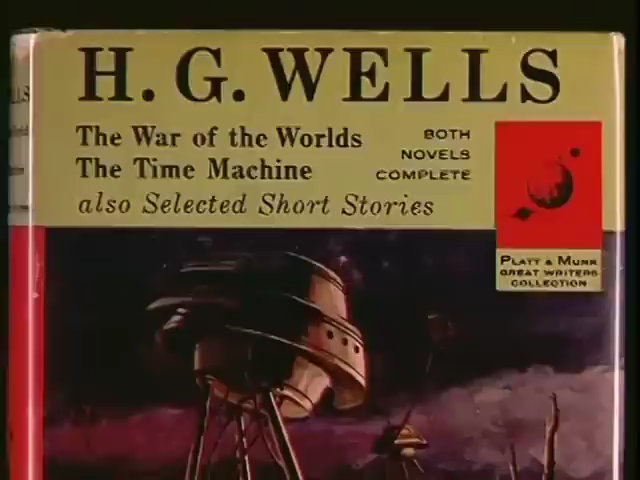 H. G. WELLS
The War of the Worlds
The Time Machine
also Selected Short Stories
BOTH
NOVELS
COMPLETE
PLATT & MUNK
GREAT WRITERS
COLLECTION